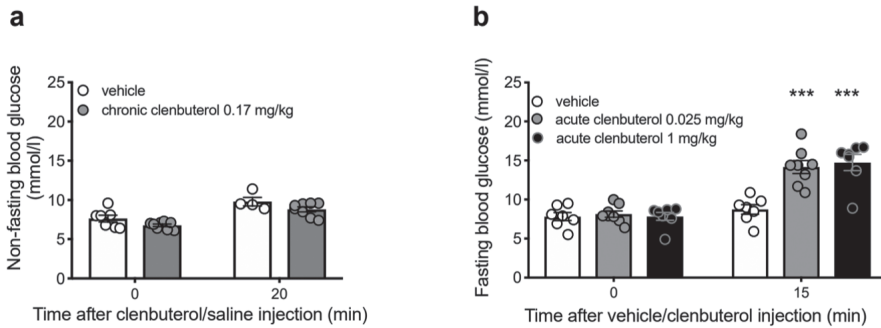 a
Non-fasting blood glucose
(mmol/l)
25
20
15
10
5
0
vehicle
chronic clenbuterol 0.17 mg/kg
0
20
Time after clenbuterol/saline injection (min)
b
Fasting blood glucose (mmol/l)
25
20
15
10
5
0
vehicle
acute clenbuterol 0.025 mg/kg
acute clenbuterol 1 mg/kg
*** ***
0
15
Time after vehicle/clenbuterol injection (min)